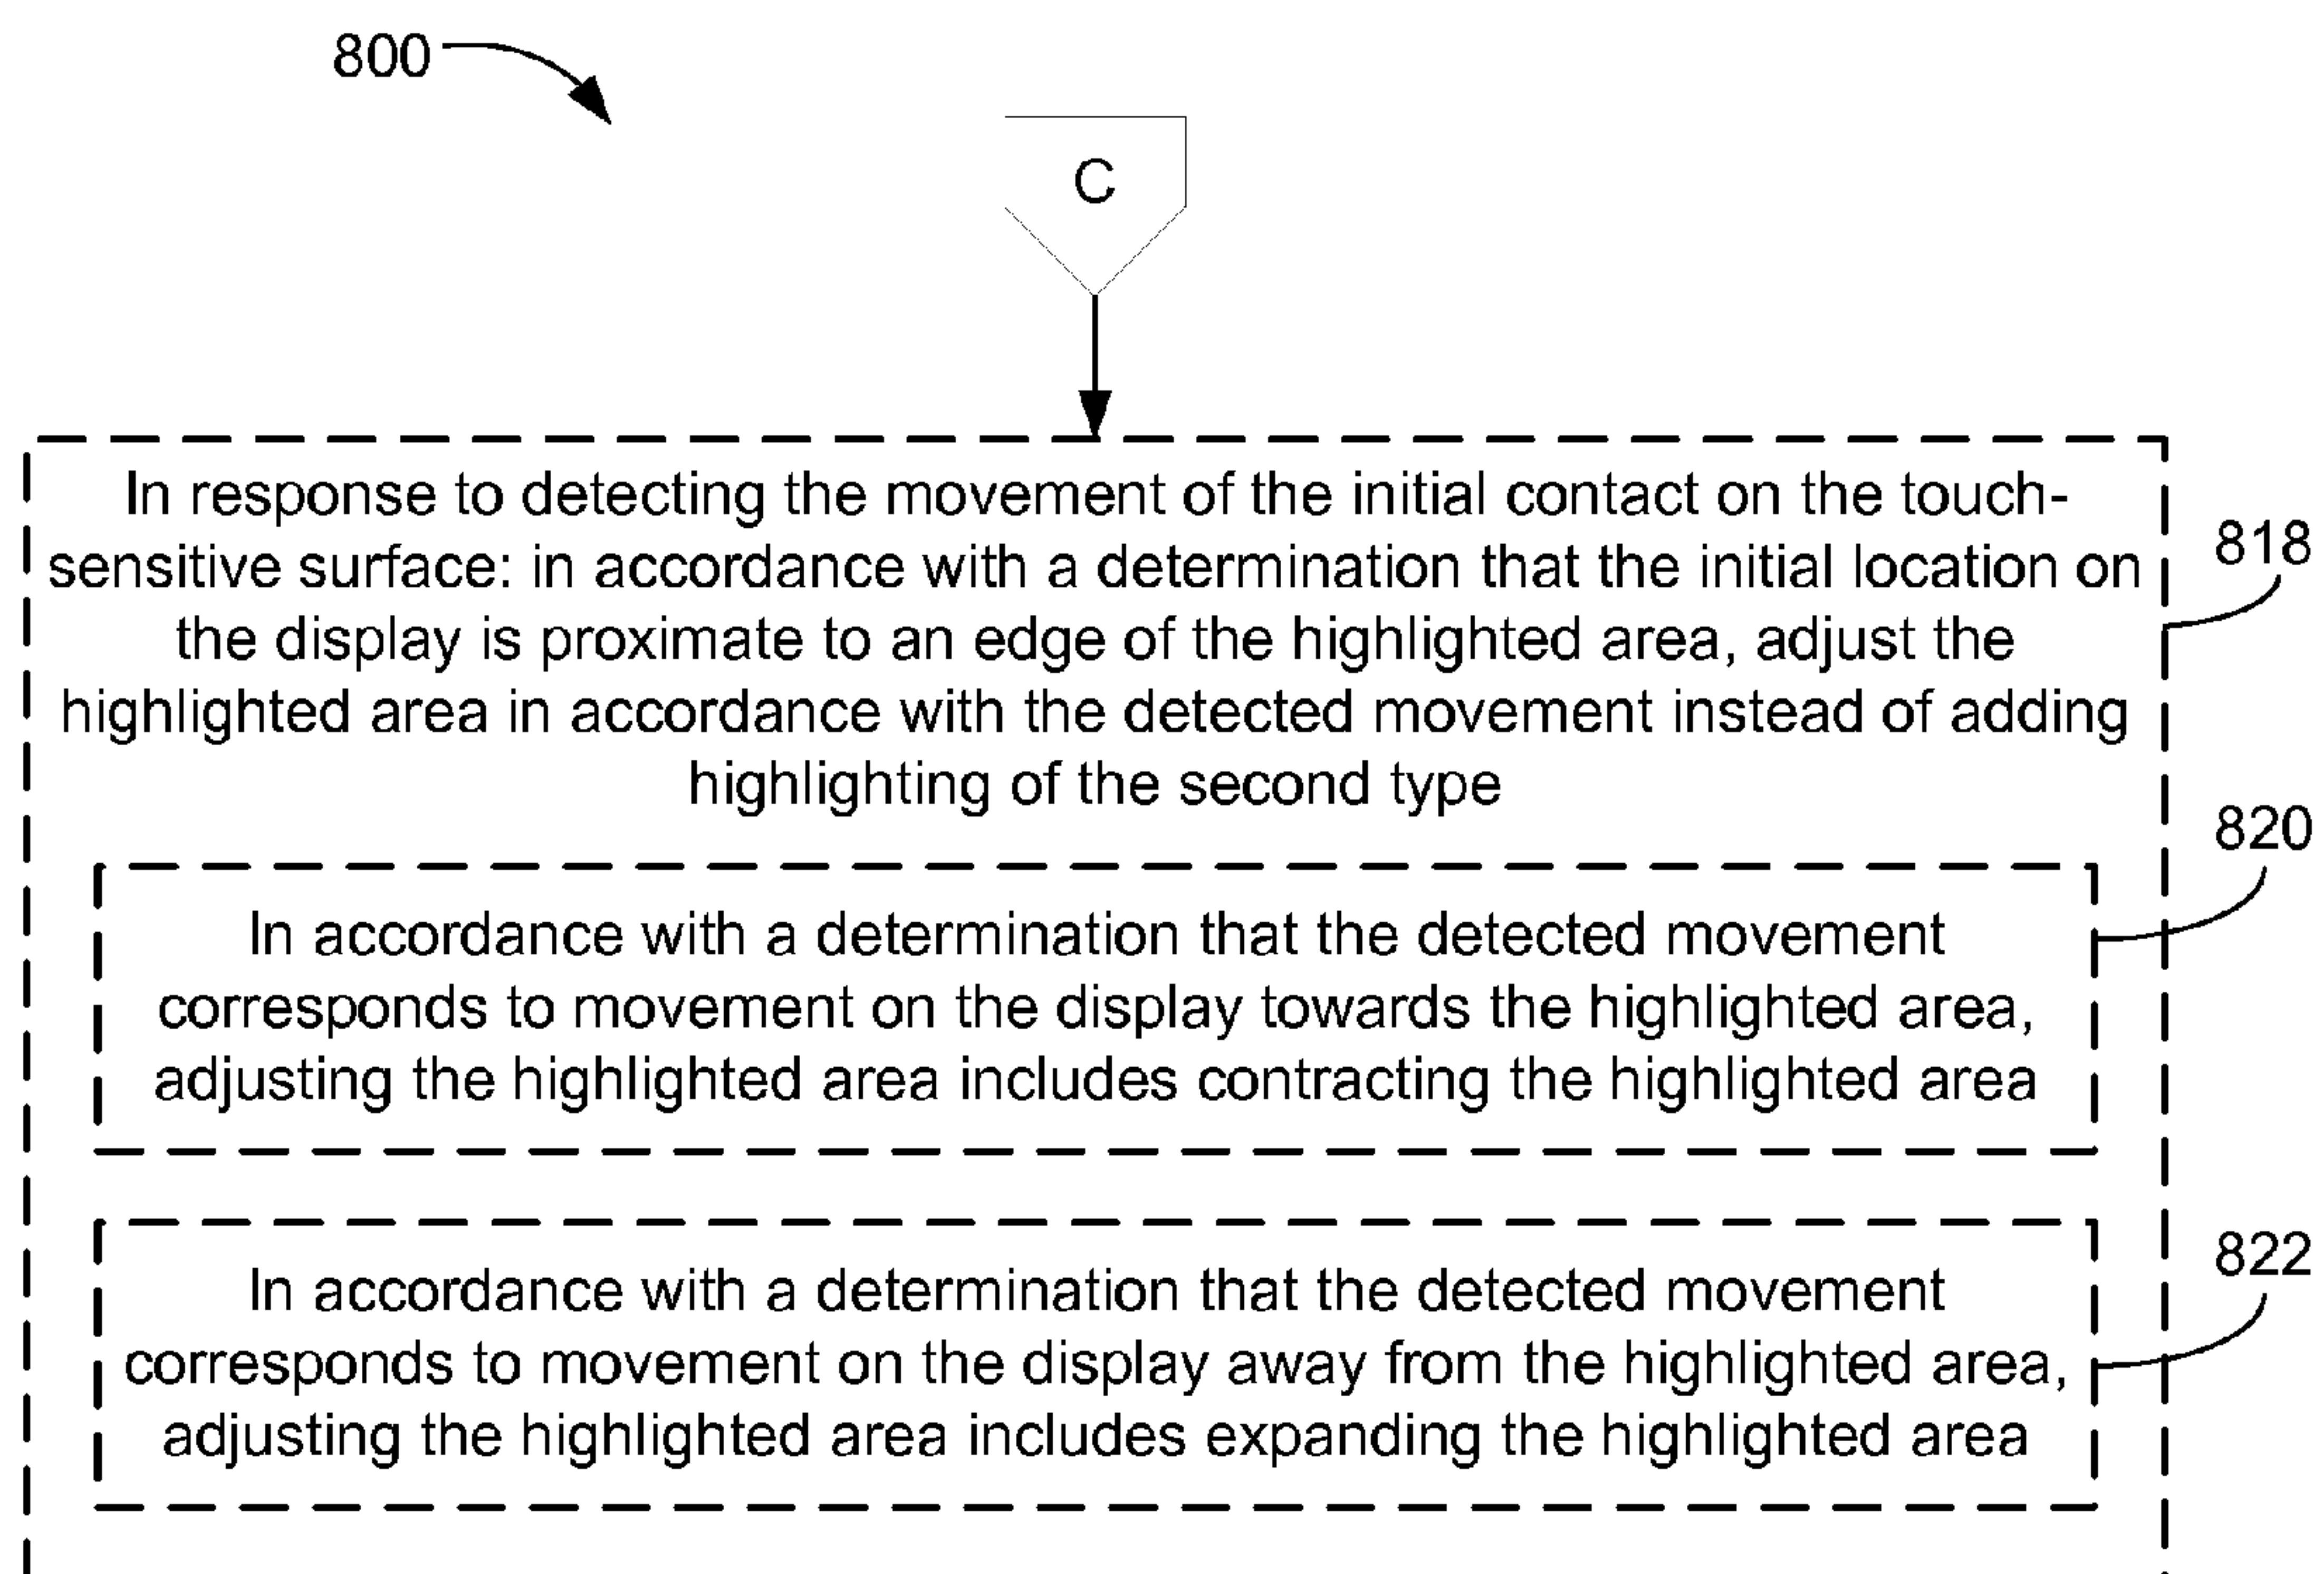 800
C
In response to detecting the movement of the initial contact on the touch-
sensitive surface: in accordance with a determination that the initial location on
the display is proximate to an edge of the highlighted area, adjust the
highlighted area in accordance with the detected movement instead of adding
highlighting of the second type
818
820
In accordance with a determination that the detected movement
corresponds to movement on the display towards the highlighted area,
adjusting the highlighted area includes contracting the highlighted area
822
In accordance with a determination that the detected movement
corresponds to movement on the display away from the highlighted area,
adjusting the highlighted area includes expanding the highlighted area